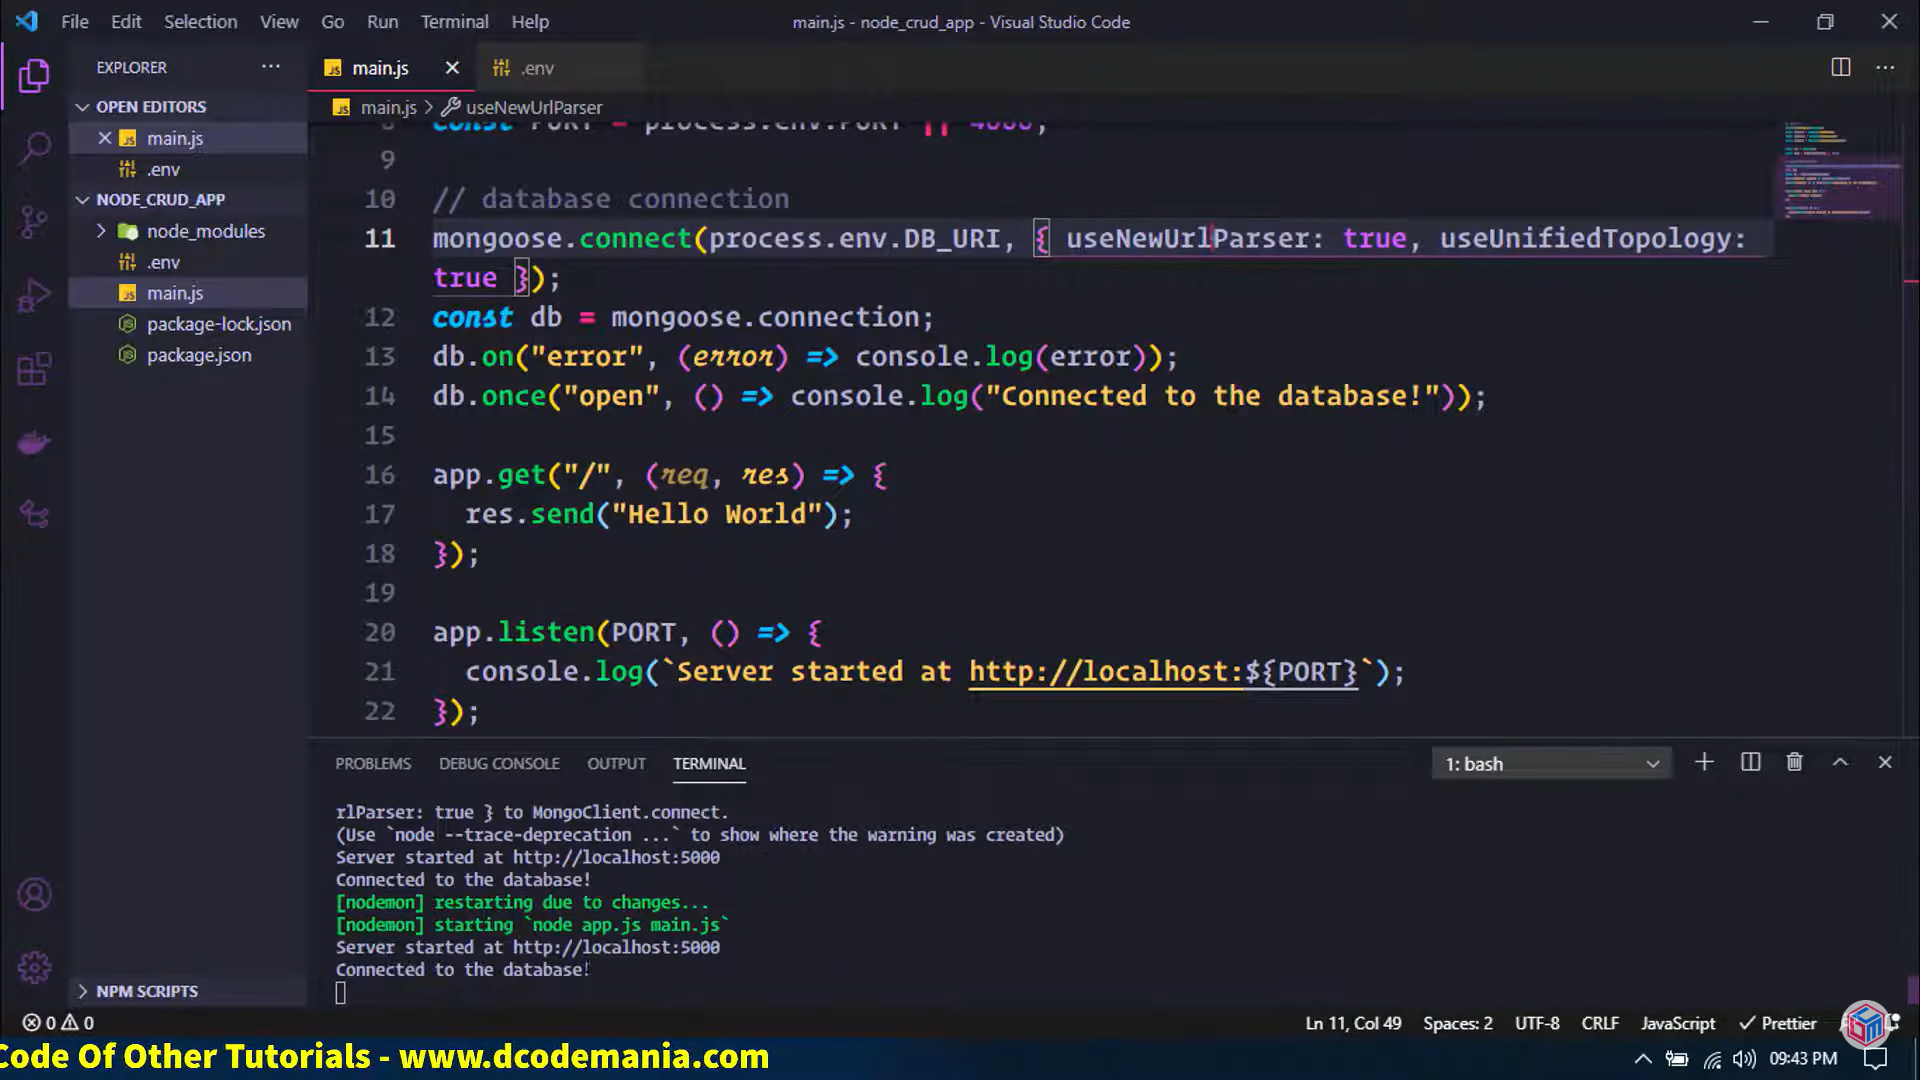 File Edit Selection View Go Run Terminal Help
main.js - node_crud_app - Visual Studio Code
EXPLORER
main.js
.env
OPEN EDITORS
main.js
.env
NODE_CRUD_APP
node_modules
.env
main.js
package-lock.json
package.json
NPM SCRIPTS
main.js > useNewUrlParser
const PORT = process.env.PORT || 4000;
9
10 // database connection
11 mongoose.connect(process.env.DB_URI, { useNewUrlParser: true, useUnifiedTopology:
true });
12 const db = mongoose.connection;
13 db.on("error", (error) => console.log(error));
14 db.once("open", () => console.log("Connected to the database!"));
15
16 app.get("/", (req, res) => {
17 res.send("Hello World");
18 });
19
20 app.listen(PORT, () => {
21 console.log(`Server started at http://localhost:${PORT}`);
22 });
PROBLEMS DEBUG CONSOLE OUTPUT TERMINAL
1: bash
rlParser: true } to MongoClient.connect.
(Use `node --trace-deprecation ...` to show where the warning was created)
Server started at http://localhost:5000
Connected to the database!
[nodemon] restarting due to changes...
[nodemon] starting `node app.js main.js`
Server started at http://localhost:5000
Connected to the database!
0 0
Ln 11, Col 49 Spaces: 2 UTF-8 CRLF JavaScript Prettier
Code Of Other Tutorials - www.dcodemania.com
09:43 PM